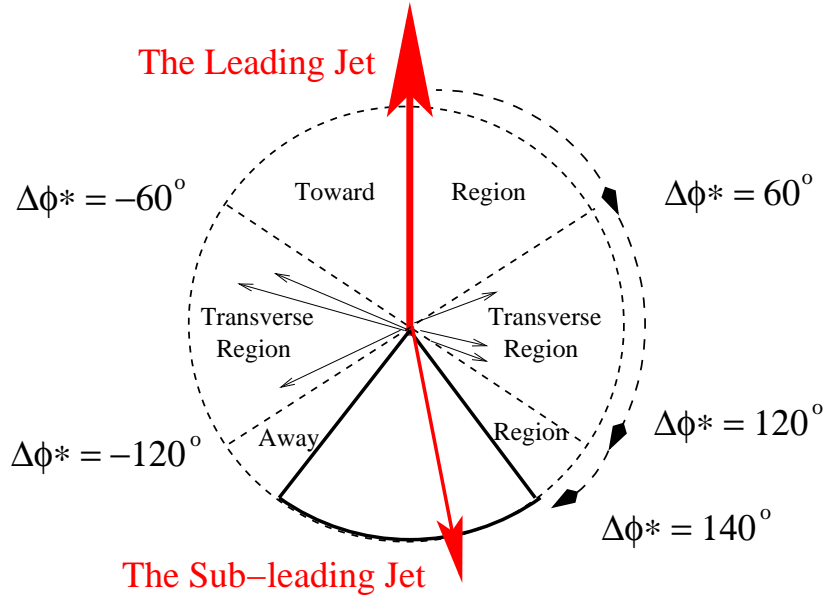 The Leading Jet
Toward Region
Δϕ* = −60° Δϕ* = 60°
Transverse Region
Transverse Region
Away Region
Δϕ* = −120° Δϕ* = 120°
Δϕ* = 140°
The Sub−leading Jet